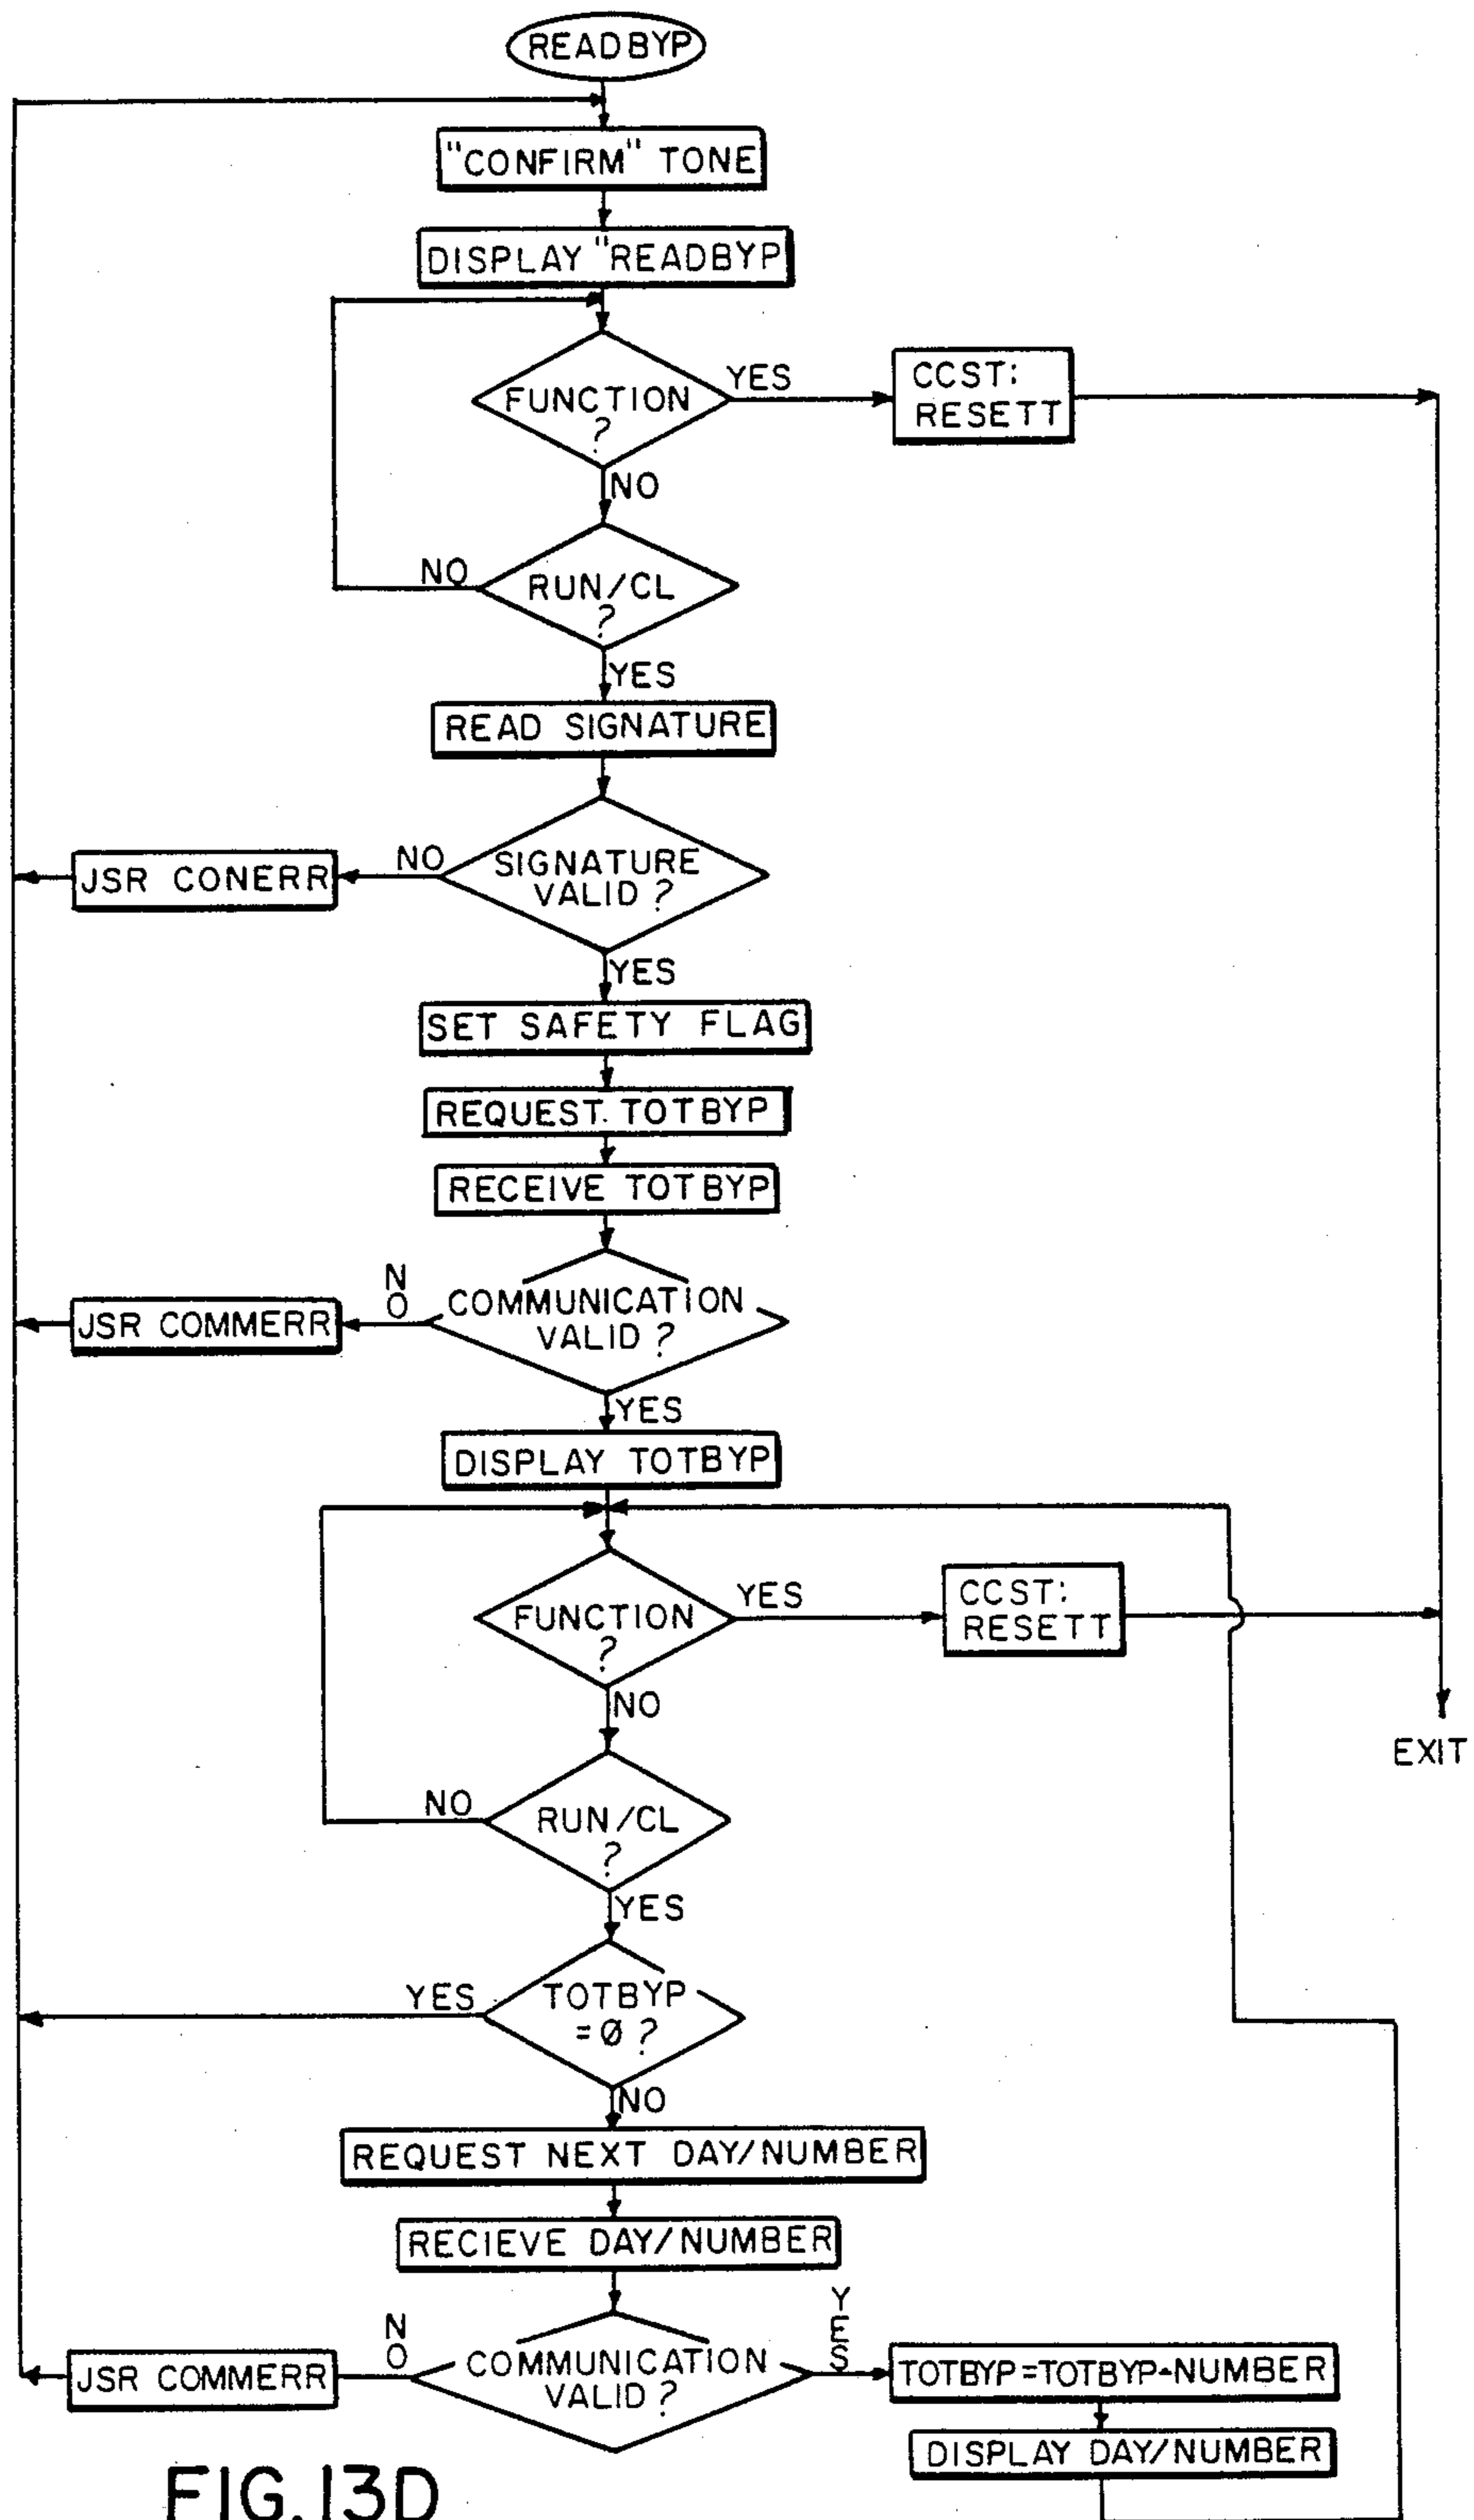 READBYP
"CONFIRM" TONE
DISPLAY "READBYP
FUNCTION
?
YES
CCST:
RESETT
NO
RUN/CL
?
NO
YES
READ SIGNATURE
SIGNATURE
VALID ?
NO
JSR CONERR
YES
SET SAFETY FLAG
REQUEST TOTBYP
RECEIVE TOTBYP
COMMUNICATION
VALID ?
NO
JSR COMMERR
YES
DISPLAY TOTBYP
FUNCTION
?
YES
CCST:
RESETT
EXIT
NO
RUN/CL
?
NO
YES
TOTBYP
=Ø ?
YES
NO
REQUEST NEXT DAY/NUMBER
RECIEVE DAY/NUMBER
COMMUNICATION
VALID ?
NO
JSR COMMERR
YES
TOTBYP=TOTBYP-NUMBER
DISPLAY DAY/NUMBER
FIG.13D